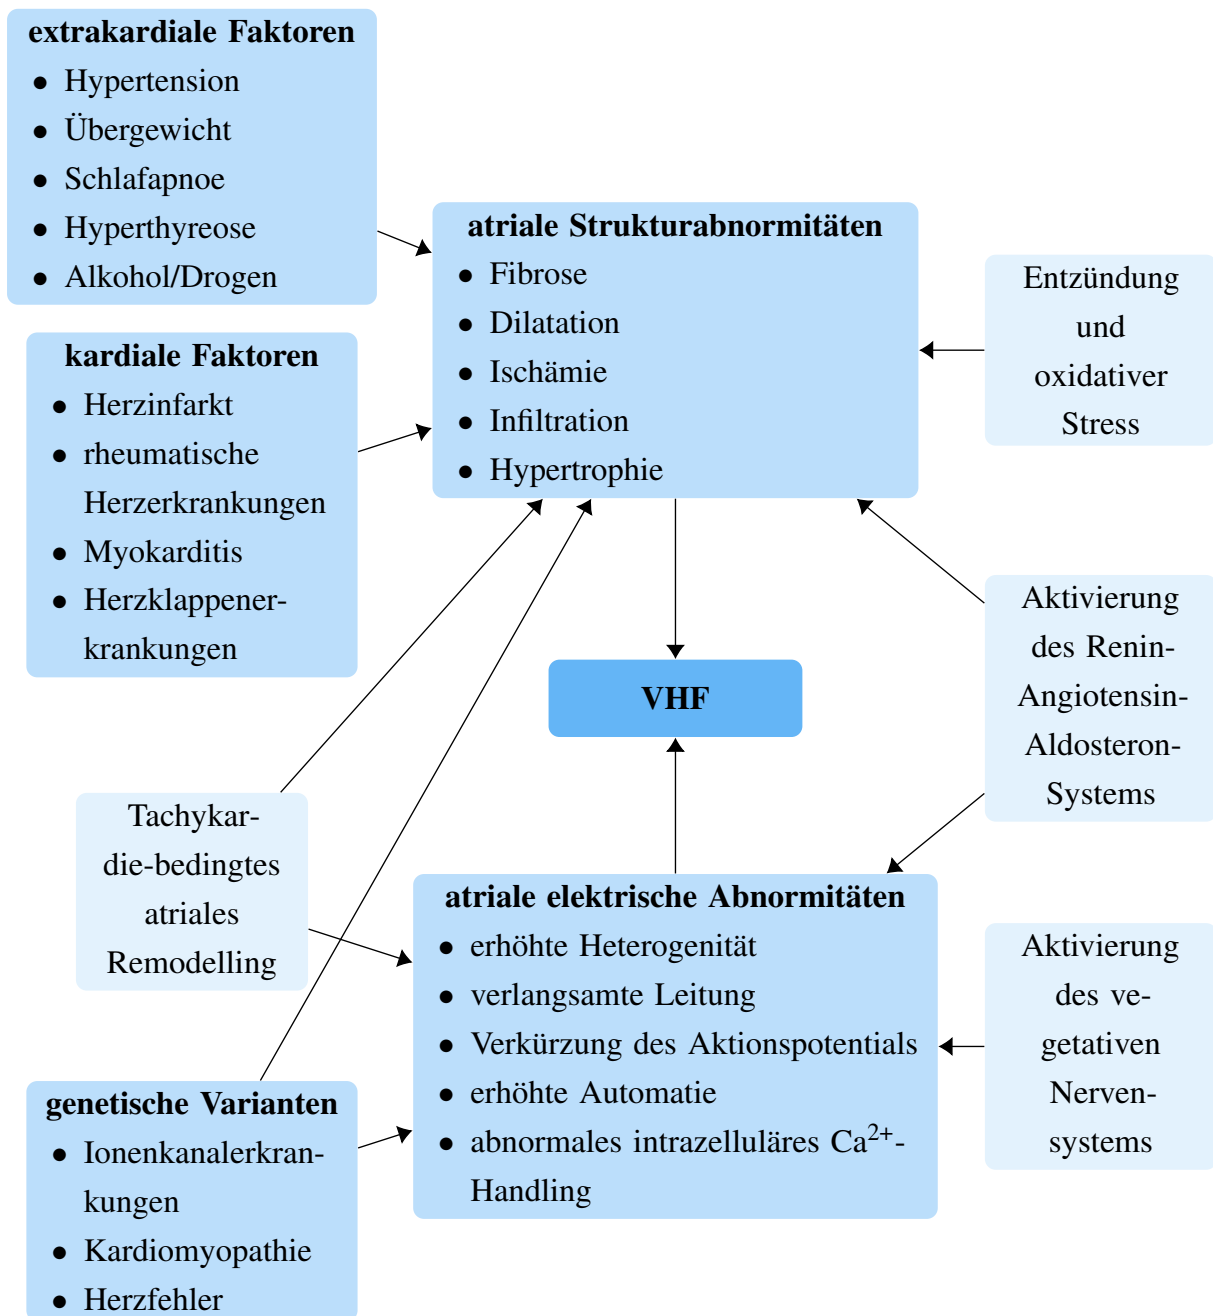 extrakardiale Faktoren
• Hypertension
• Übergewicht
• Schlafapnoe
• Hyperthyreose
• Alkohol/Drogen
kardiale Faktoren
• Herzinfarkt
• rheumatische
Herzerkrankungen
• Myokarditis
• Herzklappener-
krankungen
atriale Strukturabnormitäten
• Fibrose
• Dilatation
• Ischämie
• Infiltration
• Hypertrophie
Entzündung
und
oxidativer
Stress
VHF
Aktivierung
des Renin-
Angiotensin-
Aldosteron-
Systems
Tachykar-
die-bedingtes
atriales
Remodelling
atriale elektrische Abnormitäten
• erhöhte Heterogenität
• verlangsamte Leitung
• Verkürzung des Aktionspotentials
• erhöhte Automatie
• abnormales intrazelluläres Ca²⁺-
Handling
Aktivierung
des ve-
getativen
Nerven-
systems
genetische Varianten
• Ionenkanalerkran-
kungen
• Kardiomyopathie
• Herzfehler